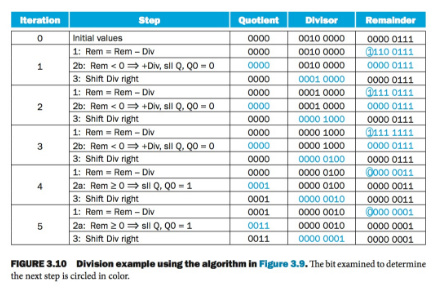 Iteration Step Quotient Divisor Remainder
0 Initial values 0000 0010 0000 0000 0111
1: Rem = Rem – Div 0000 0010 0000 1110 0111
1 2b: Rem < 0 ⟹ +Div, sll Q, Q0 = 0 0000 0010 0000 0000 0111
3: Shift Div right 0000 0001 0000 0000 0111
1: Rem = Rem – Div 0000 0001 0000 1111 0111
2 2b: Rem < 0 ⟹ +Div, sll Q, Q0 = 0 0000 0001 0000 0000 0111
3: Shift Div right 0000 0000 1000 0000 0111
1: Rem = Rem – Div 0000 0000 1000 1111 1111
3 2b: Rem < 0 ⟹ +Div, sll Q, Q0 = 0 0000 0000 1000 0000 0111
3: Shift Div right 0000 0000 0100 0000 0111
1: Rem = Rem – Div 0000 0000 0100 0000 0011
4 2a: Rem ≥ 0 ⟹ sll Q, Q0 = 1 0001 0000 0100 0000 0011
3: Shift Div right 0001 0000 0010 0000 0011
1: Rem = Rem – Div 0001 0000 0010 0000 0001
5 2a: Rem ≥ 0 ⟹ sll Q, Q0 = 1 0011 0000 0010 0000 0001
3: Shift Div right 0011 0000 0001 0000 0001
FIGURE 3.10 Division example using the algorithm in Figure 3.9. The bit examined to determine
the next step is circled in color.